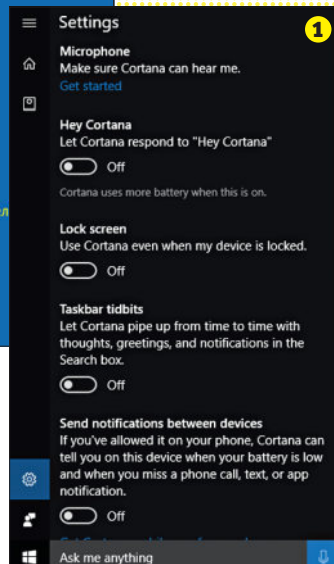 Settings
1
Microphone
Make sure Cortana can hear me.
Get started
Hey Cortana
Let Cortana respond to "Hey Cortana"
Off
Cortana uses more battery when this is on.
Lock screen
Use Cortana even when my device is locked.
Off
Taskbar tidbits
Let Cortana pipe up from time to time with
thoughts, greetings, and notifications in the
Search box.
Off
Send notifications between devices
If you've allowed it on your phone, Cortana can
tell you on this device when your battery is low
and when you miss a phone call, text, or app
notification.
Off
Ask me anything